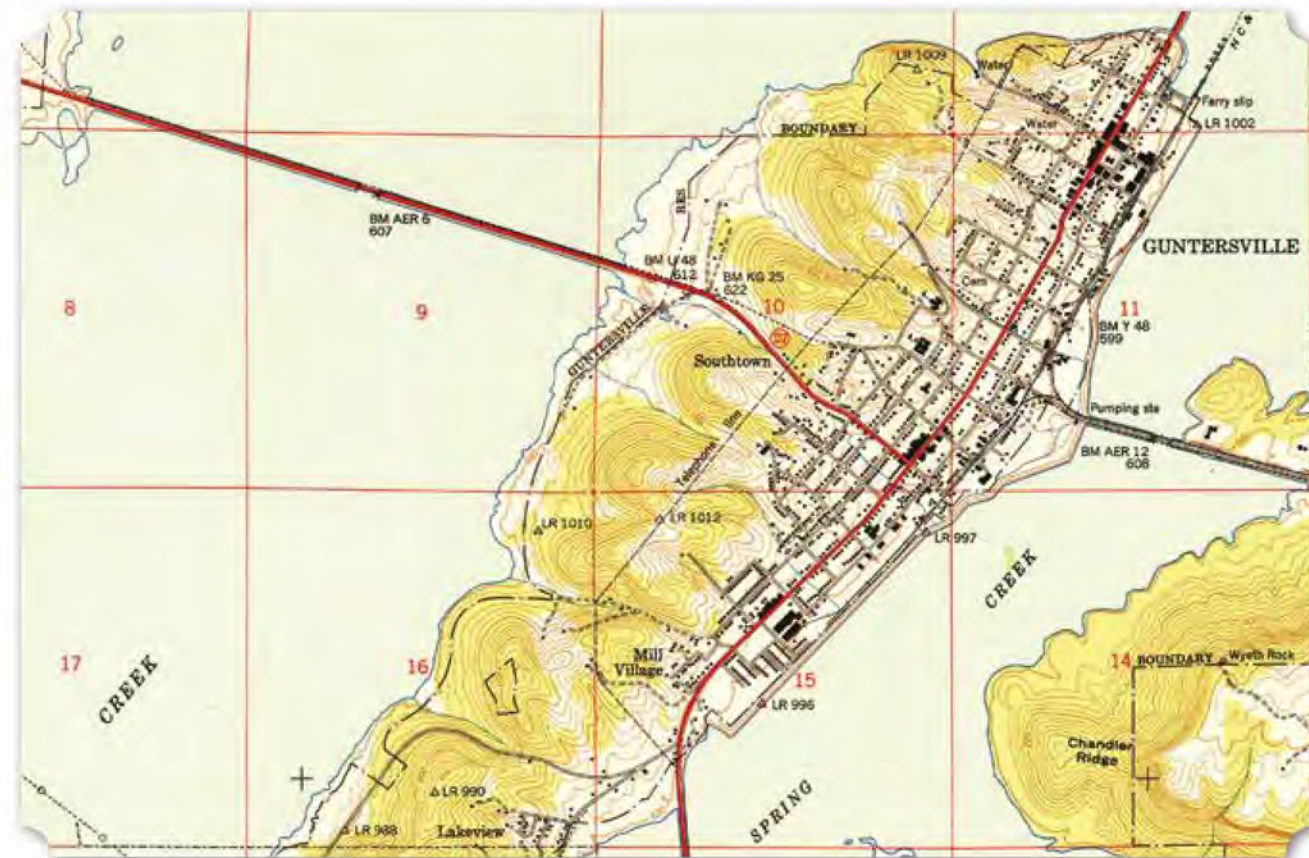 LR 1009
Water
N C &
Ferry slip
LR 1002
Water
BOUNDARY
RES
BM AER 6
607
GUNTERSVILLE
BM U 48
612
BM KG 25
622
Cem
8
9
10
11
BM Y 48
599
GUNTERSVILLE
Southtown
Pumping sta
Telephone line
BM AER 12
608
LR 1010
LR 1012
LR 997
CREEK
17
16
Mill
Village
14
BOUNDARY
Wyeth Rock
CREEK
15
LR 996
Chandler
Ridge
LR 990
SPRING
LR 988
Lakeview